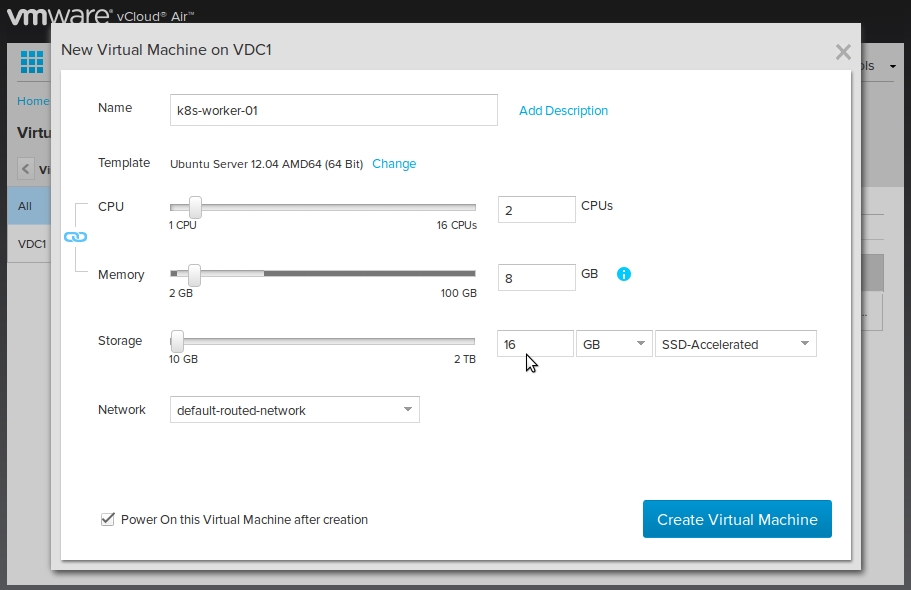 vmware® vCloud® Air™
New Virtual Machine on VDC1
Home
Virtu
Vi
All
VDC1
Name
k8s-worker-01
Add Description
Template
Ubuntu Server 12.04 AMD64 (64 Bit)
Change
CPU
1 CPU
16 CPUs
2
CPUs
Memory
2 GB
100 GB
8
GB
Storage
10 GB
2 TB
16
GB
SSD-Accelerated
Network
default-routed-network
Power On this Virtual Machine after creation
Create Virtual Machine